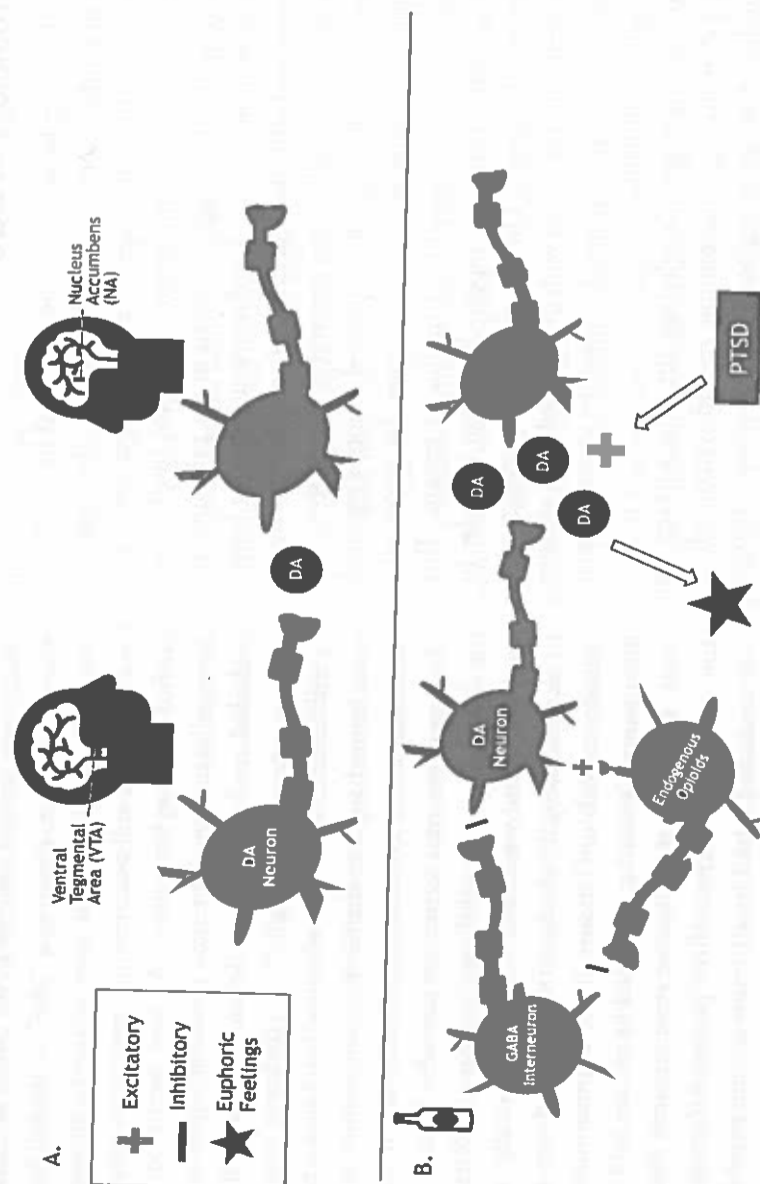 A.
Excitatory
Inhibitory
Euphoric
Feelings
Ventral
Tegmental
Area (VTA)
Nucleus
Accumbens
(NA)
DA
Neuron
DA
B.
GABA
Interneuron
DA
Neuron
Endogenous
Opioids
DA
DA
DA
PTSD